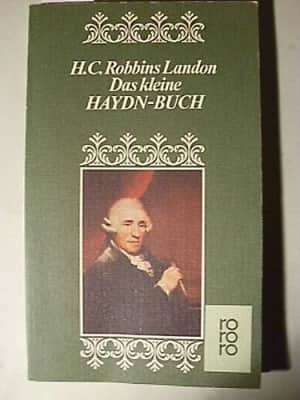 H.C. Robbins Landon
Das kleine
HAYDN-BUCH
ro
ro
ro